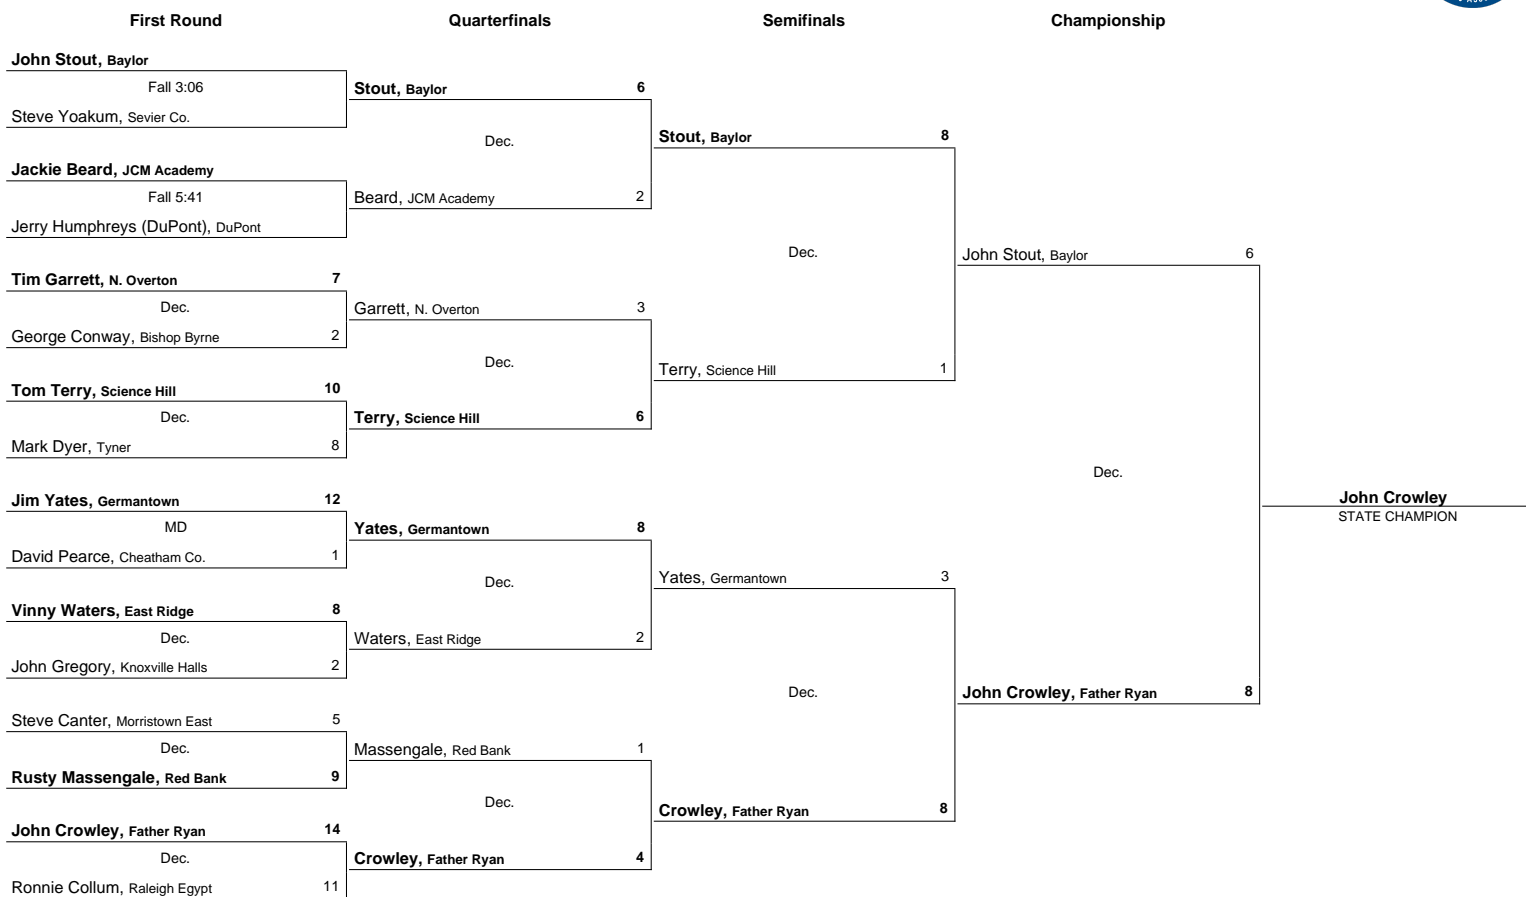 First Round Quarterfinals Semifinals Championship
John Stout, Baylor
Fall 3:06
Stout, Baylor 6
Steve Yoakum, Sevier Co.
Dec.
Stout, Baylor 8
Jackie Beard, JCM Academy
Fall 5:41
Beard, JCM Academy 2
Jerry Humphreys (DuPont), DuPont
Dec.
John Stout, Baylor 6
Tim Garrett, N. Overton 7
Dec.
Garrett, N. Overton 3
George Conway, Bishop Byrne 2
Dec.
Terry, Science Hill 1
Tom Terry, Science Hill 10
Dec.
Terry, Science Hill 6
Mark Dyer, Tyner 8
Dec.
John Crowley
STATE CHAMPION
Jim Yates, Germantown 12
MD
Yates, Germantown 8
David Pearce, Cheatham Co. 1
Dec.
Yates, Germantown 3
Vinny Waters, East Ridge 8
Dec.
Waters, East Ridge 2
John Gregory, Knoxville Halls 2
Dec.
John Crowley, Father Ryan 8
Steve Canter, Morristown East 5
Dec.
Massengale, Red Bank 1
Rusty Massengale, Red Bank 9
Dec.
Crowley, Father Ryan 8
John Crowley, Father Ryan 14
Dec.
Crowley, Father Ryan 4
Ronnie Collum, Raleigh Egypt 11